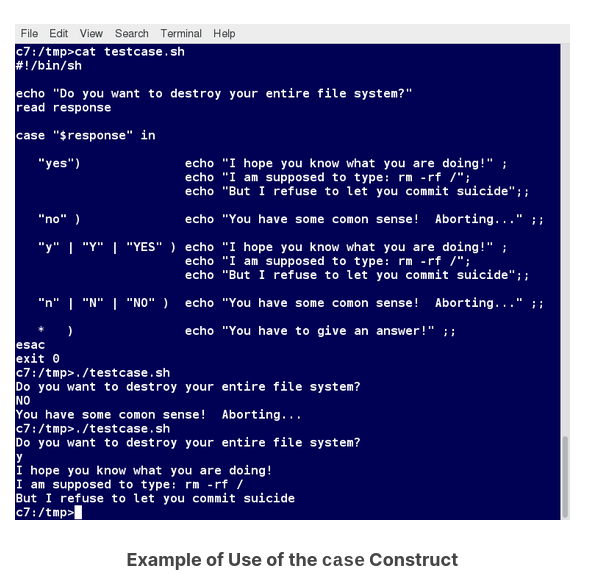 File Edit View Search Terminal Help
c7:/tmp>cat testcase.sh
#!/bin/sh
echo "Do you want to destroy your entire file system?"
read response
case "$response" in
"yes") echo "I hope you know what you are doing!" ;
echo "I am supposed to type: rm -rf /";
echo "But I refuse to let you commit suicide";;
"no" ) echo "You have some comon sense!  Aborting..." ;;
"y" | "Y" | "YES" ) echo "I hope you know what you are doing!" ;
echo "I am supposed to type: rm -rf /";
echo "But I refuse to let you commit suicide";;
"n" | "N" | "NO" ) echo "You have some comon sense!  Aborting..." ;;
*   ) echo "You have to give an answer!" ;;
esac
exit 0
c7:/tmp>./testcase.sh
Do you want to destroy your entire file system?
NO
You have some comon sense!  Aborting...
c7:/tmp>./testcase.sh
Do you want to destroy your entire file system?
y
I hope you know what you are doing!
I am supposed to type: rm -rf /
But I refuse to let you commit suicide
c7:/tmp>
Example of Use of the case Construct